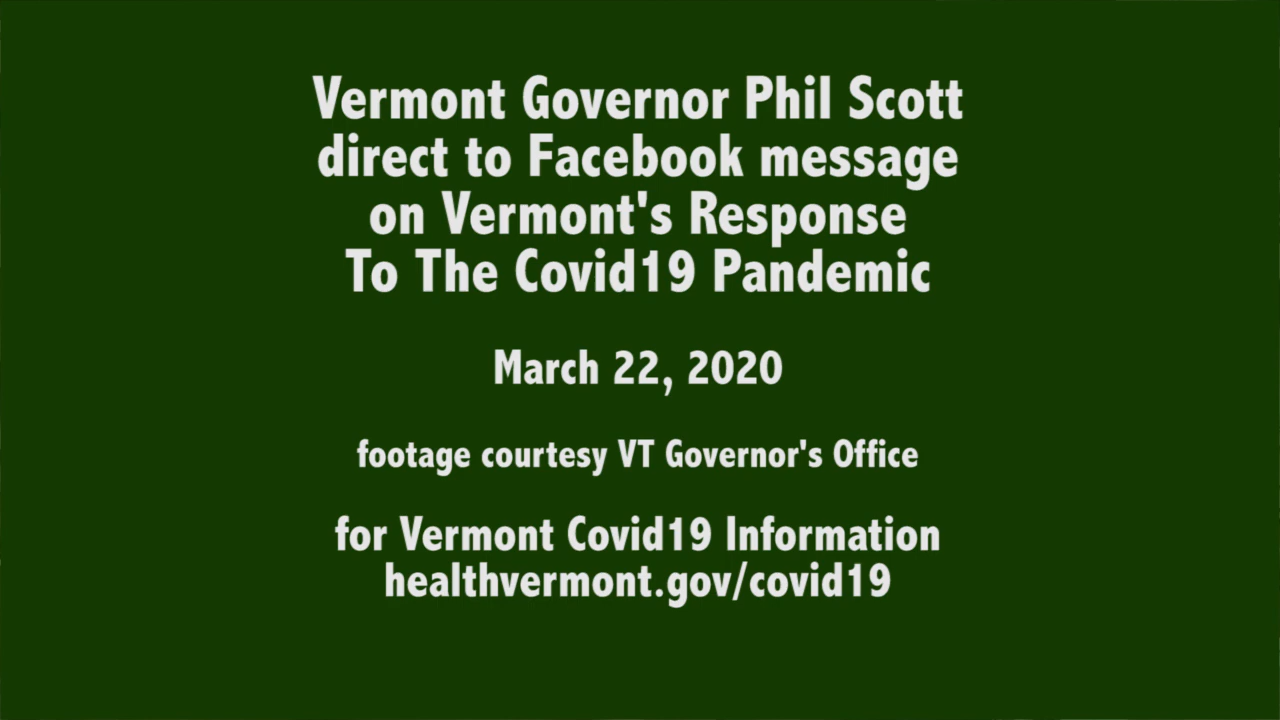 Vermont Governor Phil Scott
direct to Facebook message
on Vermont's Response
To The Covid19 Pandemic
March 22, 2020
footage courtesy VT Governor's Office
for Vermont Covid19 Information
healthvermont.gov/covid19